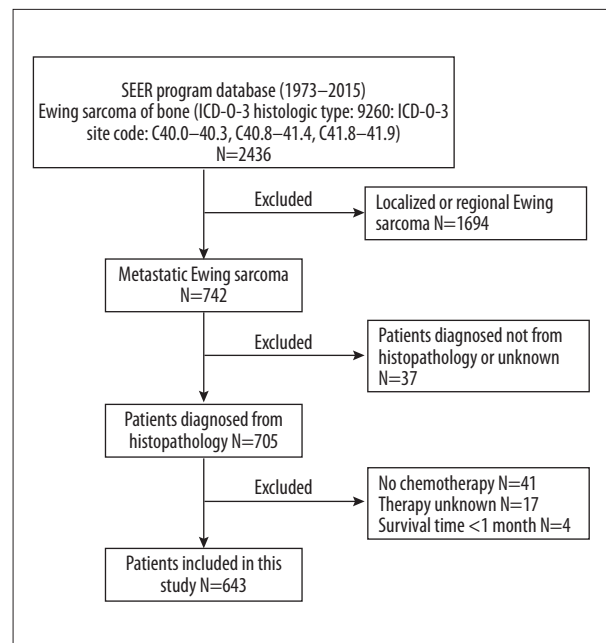 SEER program database (1973–2015)
Ewing sarcoma of bone (ICD-O-3 histologic type: 9260: ICD-O-3
site code: C40.0–40.3, C40.8–41.4, C41.8–41.9)
N=2436
Excluded
Localized or regional Ewing
sarcoma N=1694
Metastatic Ewing sarcoma
N=742
Excluded
Patients diagnosed not from
histopathology or unknown
N=37
Patients diagnosed from
histopathology N=705
Excluded
No chemotherapy N=41
Therapy unknown N=17
Survival time <1 month N=4
Patients included in this
study N=643